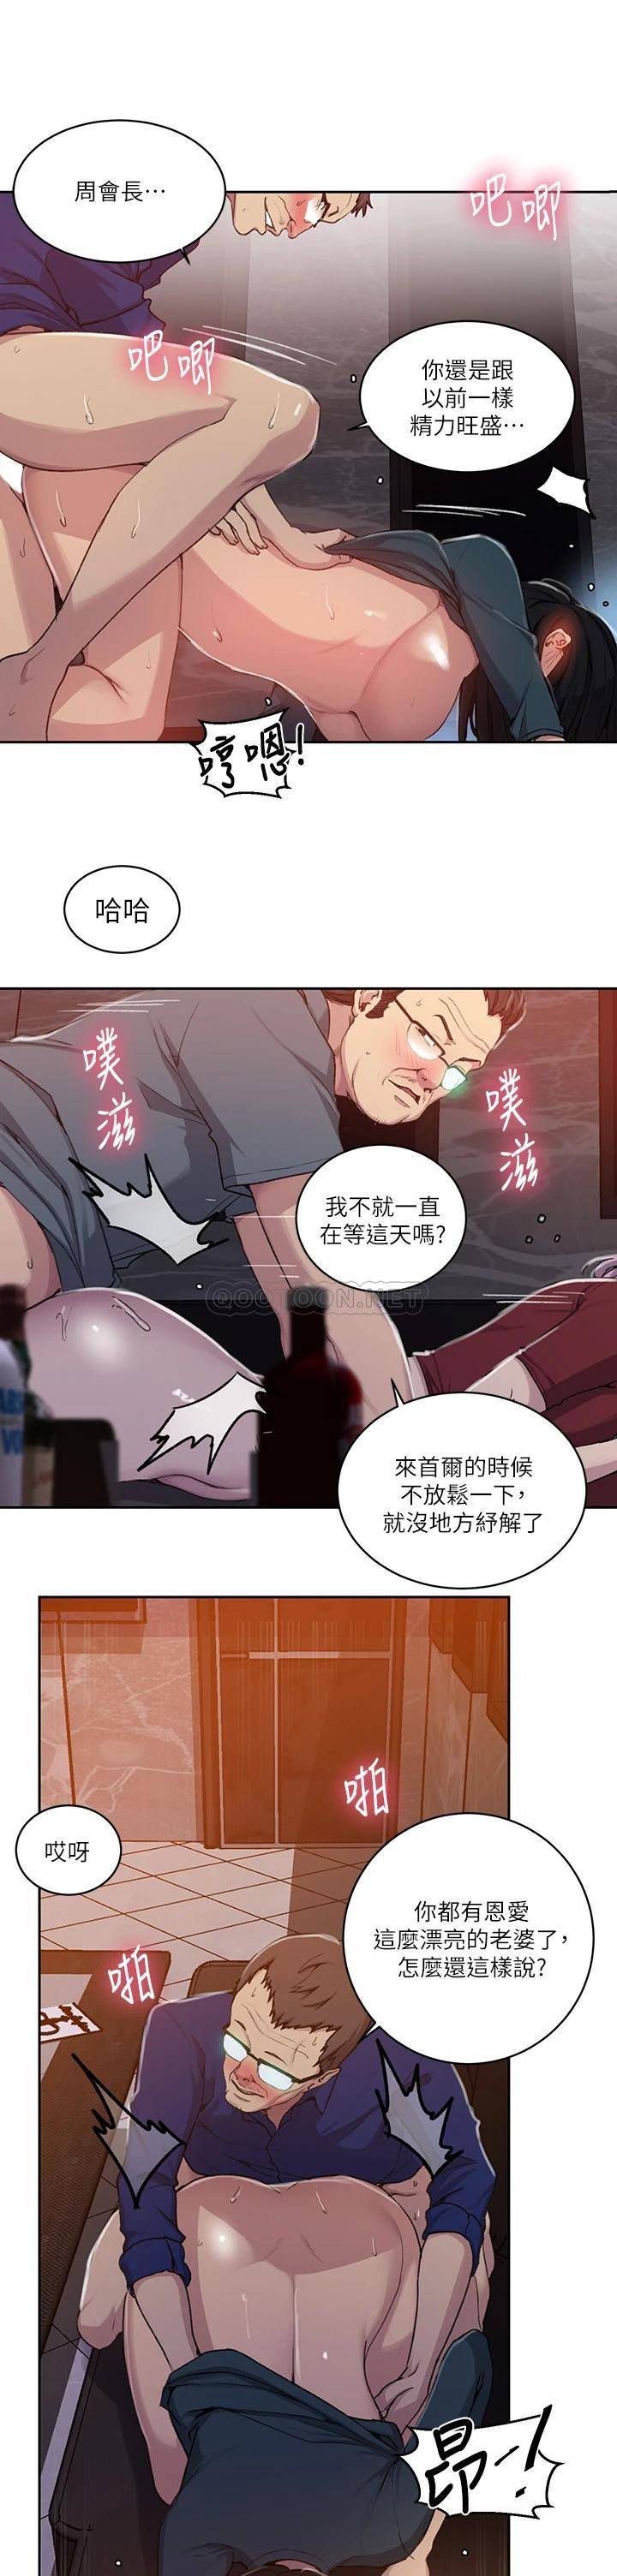 周會長…
吧唧
吧唧
你還是跟
以前一樣
精力旺盛…
哼嗯!
哈哈
噗滋
噗滋
我不就一直
在等這天嗎?
QOOTOON.NET
來首爾的時候
不放鬆一下,
就沒地方紓解了
啪
哎呀
你都有恩愛
這麼漂亮的老婆了,
怎麼還這樣說?
啪
昂—!